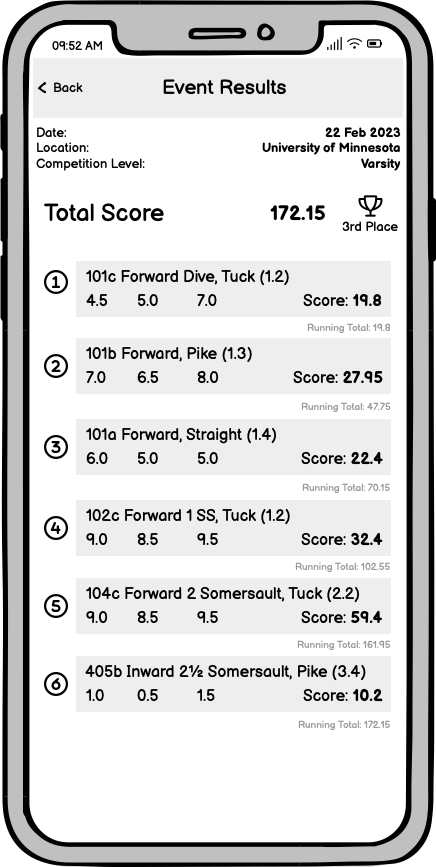 09:52 AM
Back Event Results
Date: 22 Feb 2023
Location: University of Minnesota
Competition Level: Varsity
Total Score 172.15
3rd Place
1 101c Forward Dive, Tuck (1.2)
4.5 5.0 7.0 Score: 19.8
Running Total: 19.8
2 101b Forward, Pike (1.3)
7.0 6.5 8.0 Score: 27.95
Running Total: 47.75
3 101a Forward, Straight (1.4)
6.0 5.0 5.0 Score: 22.4
Running Total: 70.15
4 102c Forward 1 SS, Tuck (1.2)
9.0 8.5 9.5 Score: 32.4
Running Total: 102.55
5 104c Forward 2 Somersault, Tuck (2.2)
9.0 8.5 9.5 Score: 59.4
Running Total: 161.95
6 405b Inward 2½ Somersault, Pike (3.4)
1.0 0.5 1.5 Score: 10.2
Running Total: 172.15